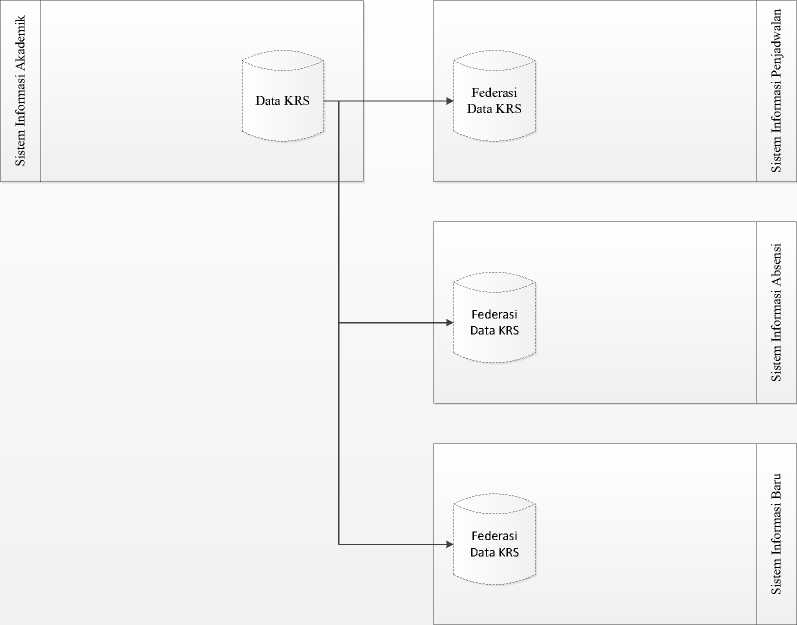 Sistem Informasi Akademik
Data KRS
Federasi
Data KRS
Sistem Informasi Penjadwalan
Federasi
Data KRS
Sistem Informasi Absensi
Federasi
Data KRS
Sistem Informasi Baru